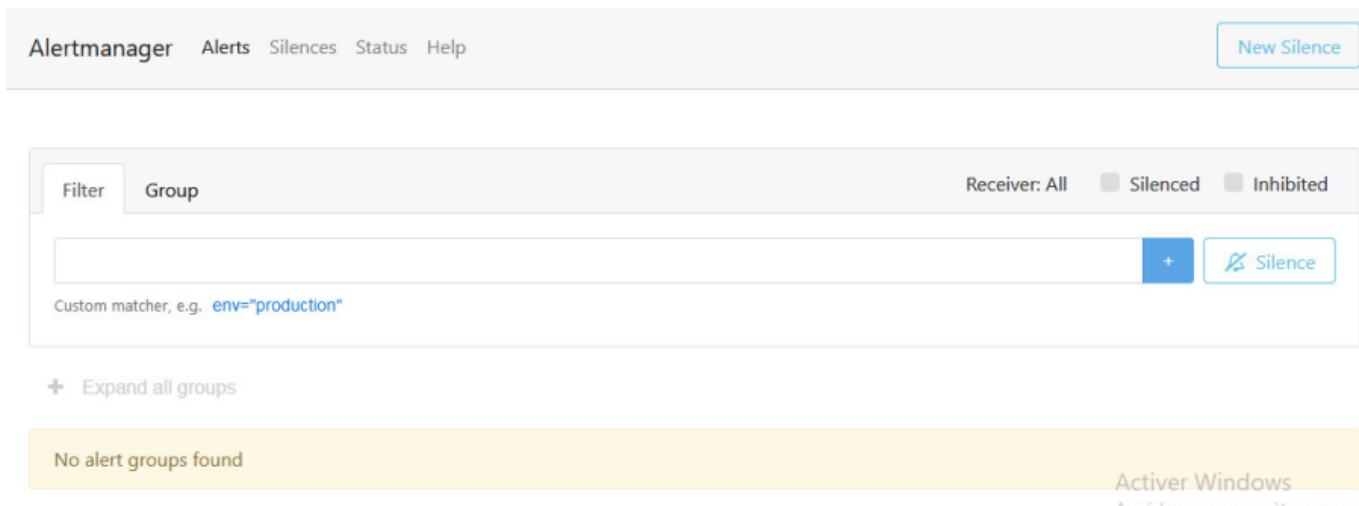 Alertmanager Alerts Silences Status Help New Silence
Filter Group Receiver: All Silenced Inhibited
+ Silence
Custom matcher, e.g. env="production"
+ Expand all groups
No alert groups found
Activer Windows